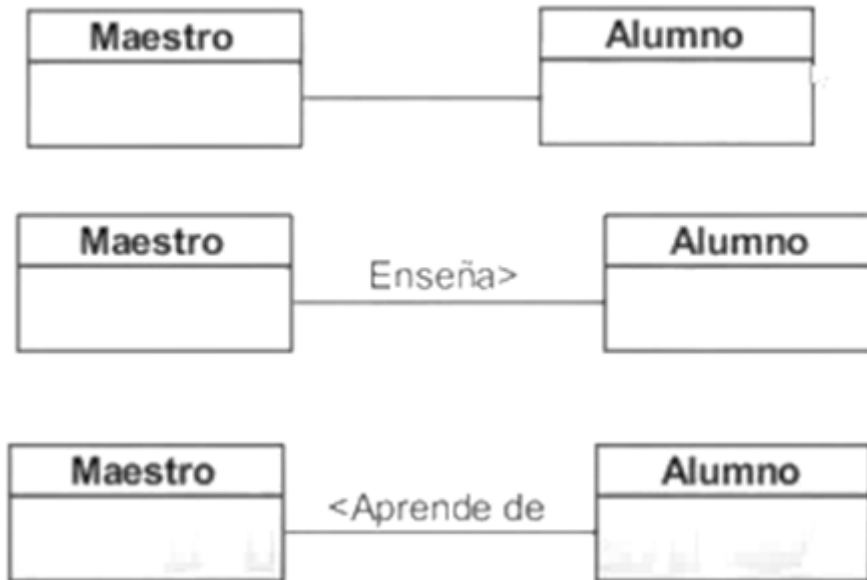 Maestro
Alumno
Maestro
Enseña>
Alumno
Maestro
<Aprende de
Alumno